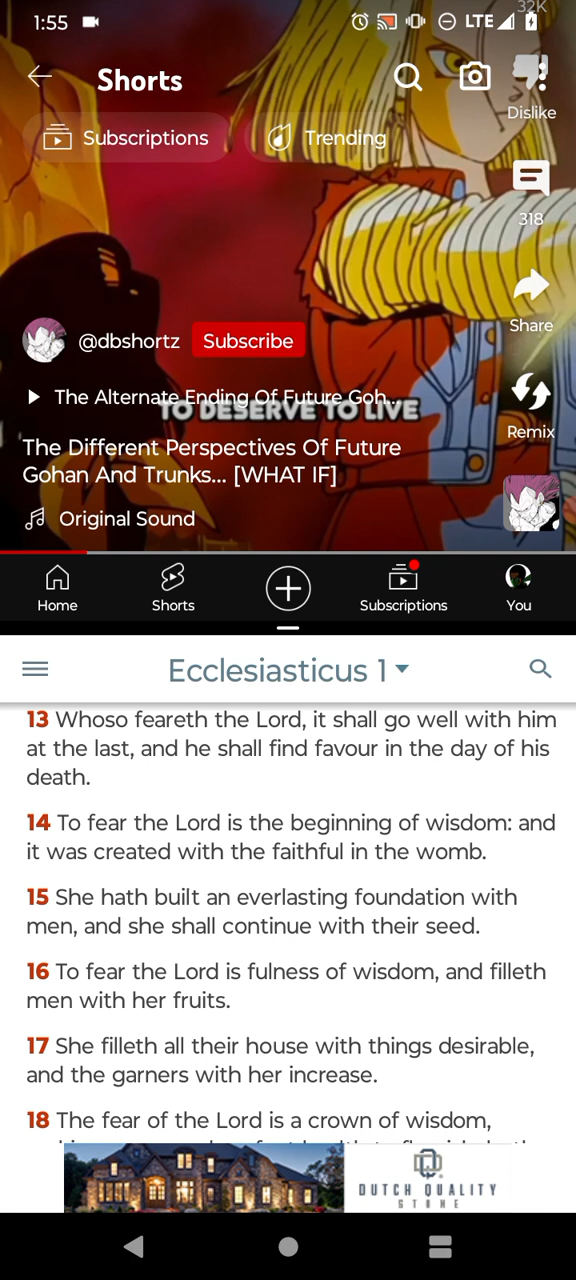 1:55
LTE
32K
Shorts
Dislike
Subscriptions
Trending
318
Share
@dbshortz
Subscribe
The Alternate Ending Of Future Goh...
TO DESERVE TO LIVE
Remix
The Different Perspectives Of Future
Gohan And Trunks... [WHAT IF]
Original Sound
Home
Shorts
Subscriptions
You
Ecclesiasticus 1
13 Whoso feareth the Lord, it shall go well with him
at the last, and he shall find favour in the day of his
death.
14 To fear the Lord is the beginning of wisdom: and
it was created with the faithful in the womb.
15 She hath built an everlasting foundation with
men, and she shall continue with their seed.
16 To fear the Lord is fulness of wisdom, and filleth
men with her fruits.
17 She filleth all their house with things desirable,
and the garners with her increase.
18 The fear of the Lord is a crown of wisdom,
DUTCH QUALITY
STONE